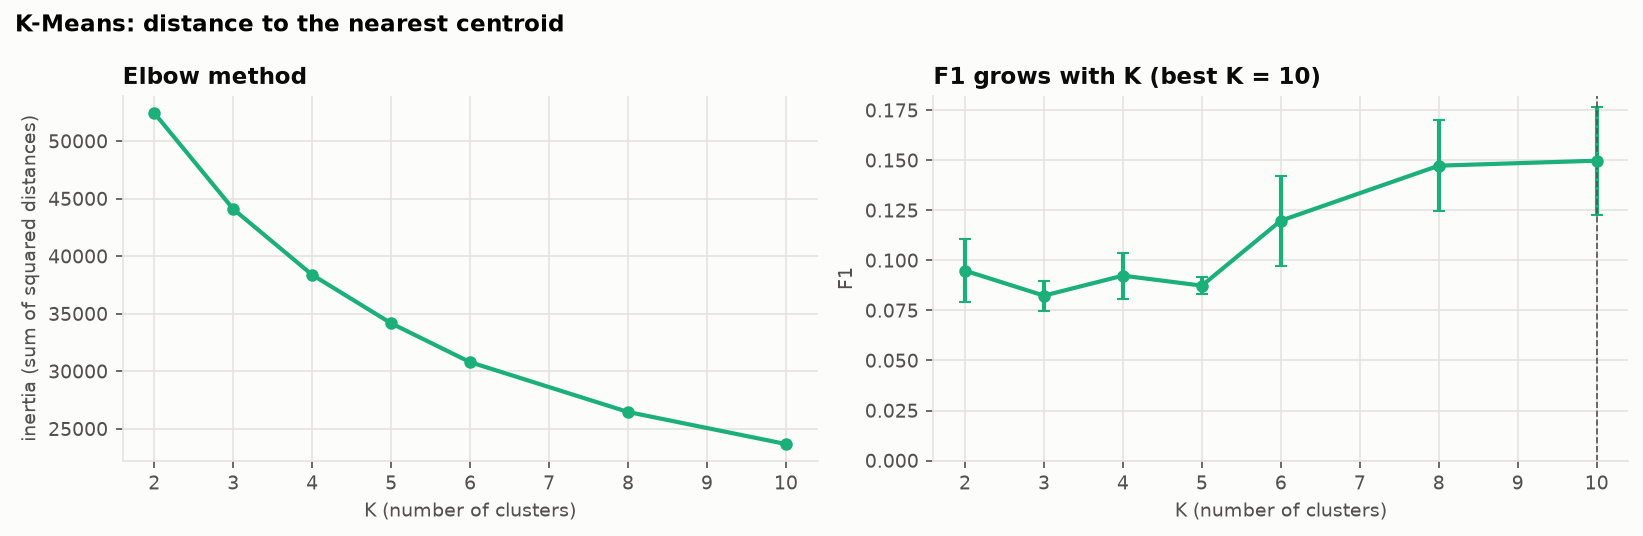 K-Means: distance to the nearest centroid
Elbow method
inertia (sum of squared distances)
50000
45000
40000
35000
30000
25000
2 3 4 5 6 7 8 9 10
K (number of clusters)
F1 grows with K (best K = 10)
F1
0.175
0.150
0.125
0.100
0.075
0.050
0.025
0.000
2 3 4 5 6 7 8 9 10
K (number of clusters)